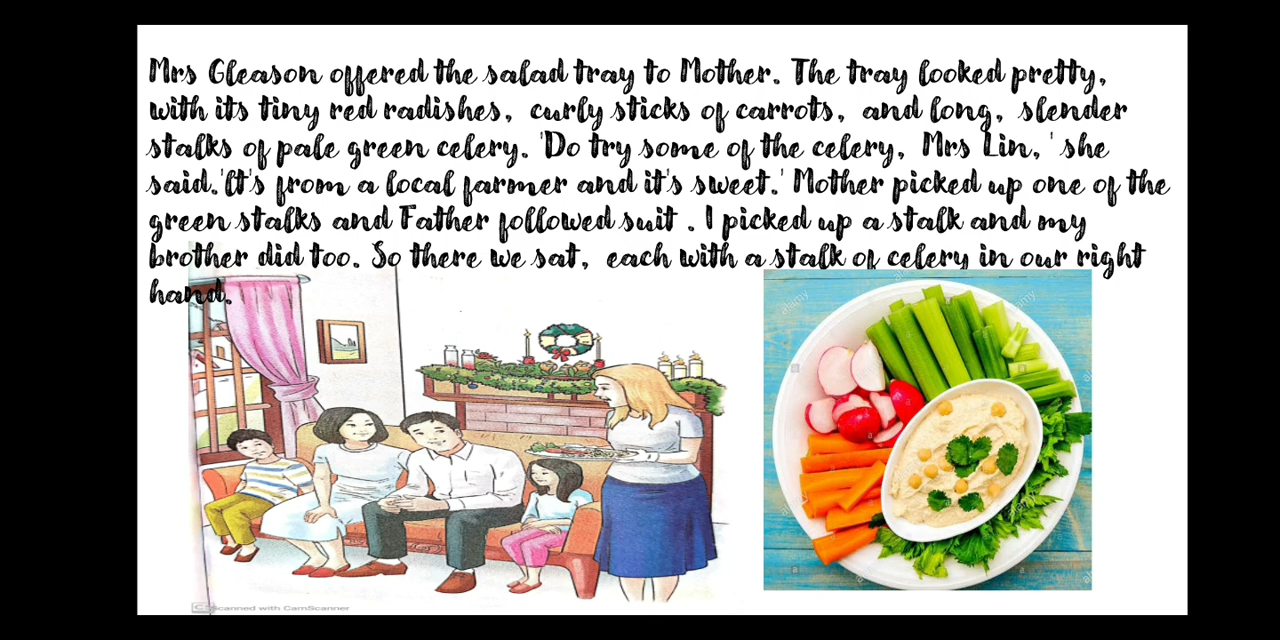 Mrs Gleason offered the salad tray to Mother. The tray looked pretty,
with its tiny red radishes, curly sticks of carrots, and long, slender
stalks of pale green celery. 'Do try some of the celery, Mrs Lin, ' she
said.'It's from a local farmer and it's sweet.' Mother picked up one of the
green stalks and Father followed suit . I picked up a stalk and my
brother did too. So there we sat, each with a stalk of celery in our right
hand.
alamy
alamy
alamy
CS Scanned with CamScanner